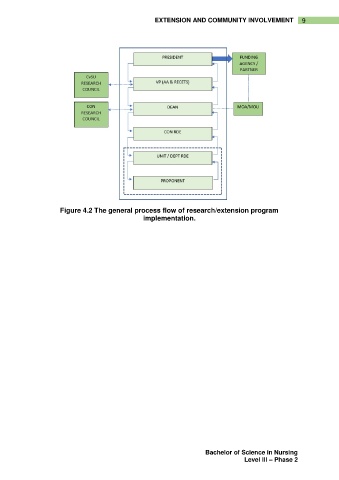 EXTENSION AND COMMUNITY INVOLVEMENT 9
PRESIDENT
FUNDING
AGENCY /
PARTNER
CvSU
RESEARCH
COUNCIL
VP (AA & RECETS)
CON
RESEARCH
COUNCIL
DEAN
MOA/MOU
CON RDE
UNIT / DEPT RDE
PROPONENT
Figure 4.2 The general process flow of research/extension program
implementation.
Bachelor of Science in Nursing
Level III – Phase 2